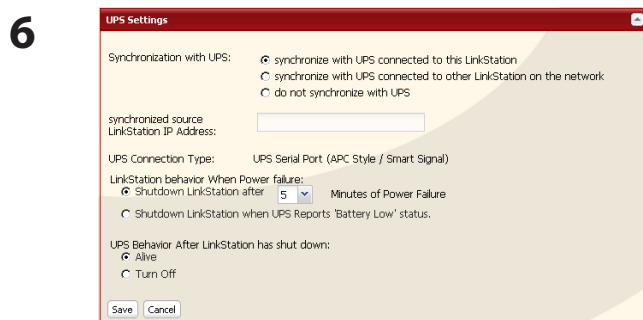 6
UPS Settings
Synchronization with UPS:
synchronize with UPS connected to this LinkStation
synchronize with UPS connected to other LinkStation on the network
do not synchronize with UPS
synchronized source
LinkStation IP Address:
UPS Connection Type: UPS Serial Port (APC Style / Smart Signal)
LinkStation behavior When Power failure:
Shutdown LinkStation after 5 Minutes of Power Failure
Shutdown LinkStation when UPS Reports 'Battery Low' status.
UPS Behavior After LinkStation has shut down:
Alive
Turn Off
Save Cancel